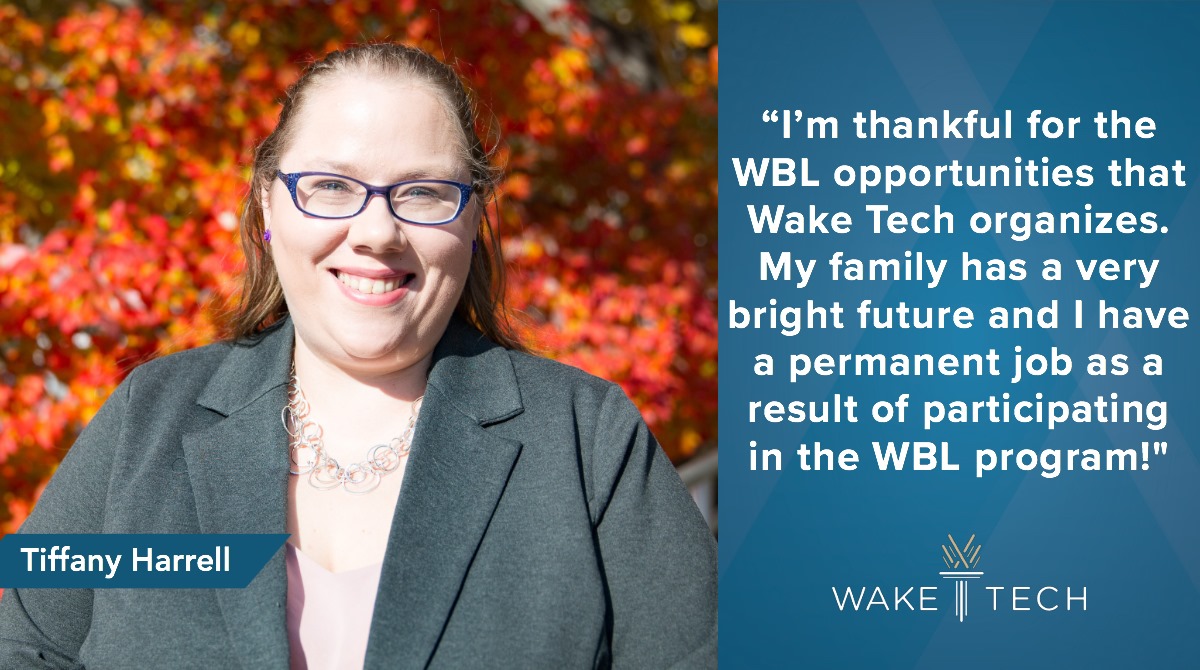 “I’m thankful for the
WBL opportunities that
Wake Tech organizes.
My family has a very
bright future and I have
a permanent job as a
result of participating
in the WBL program!"
Tiffany Harrell
WAKE TECH